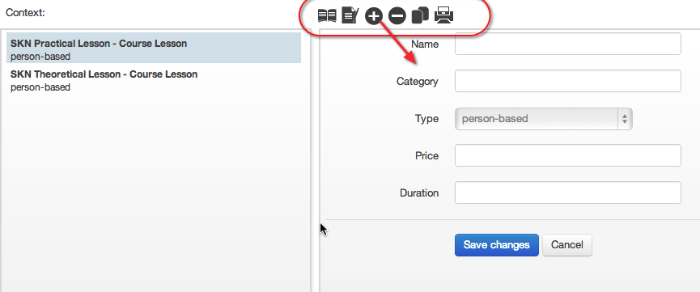 Context:
SKN Practical Lesson - Course Lesson
person-based
SKN Theoretical Lesson - Course Lesson
person-based
Name
Category
Type
person-based
Price
Duration
Save changes
Cancel